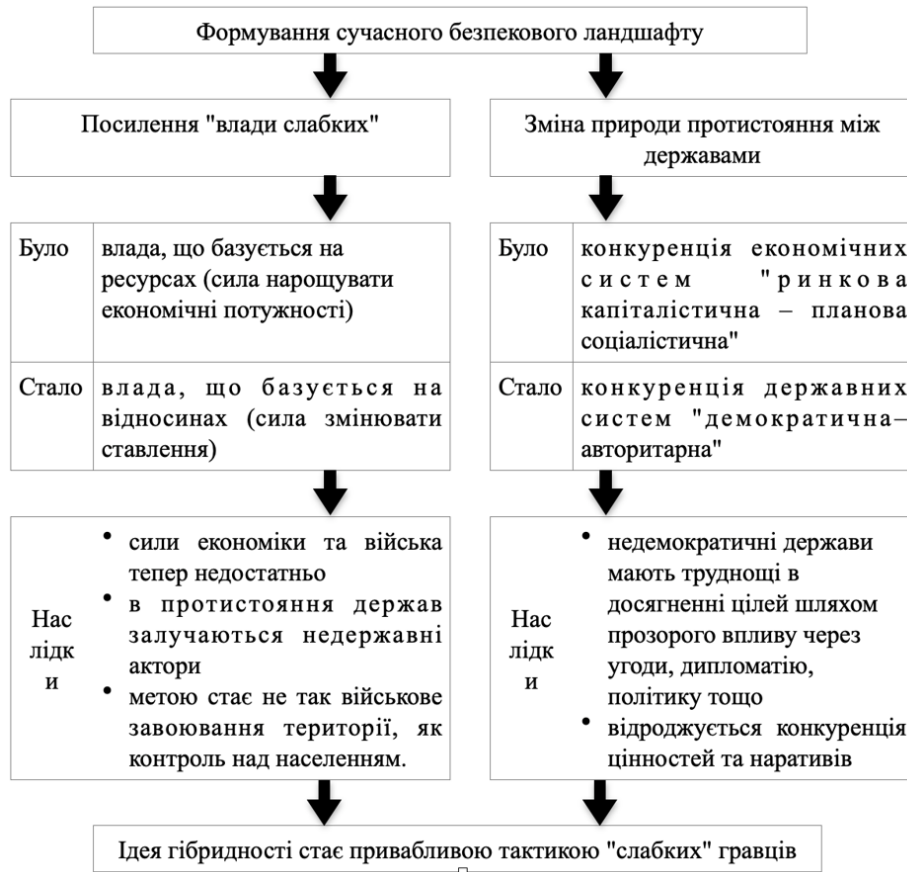 Формування сучасного безпекового ландшафту
Посилення "влади слабких"
Було
влада, що базується на
ресурсах (сила нарощувати
економічні потужності)
Стало
влада, що базується на
відносинах (сила змінювати
ставлення)
Нас
лідк
и
• сили економіки та війська
тепер недостатньо
• в протистояння держав
залучаються недержавні
актори
• метою стає не так військове
завоювання території, як
контроль над населенням.
Зміна природи протистояння між
державами
Було
конкуренція економічних
систем "ринкова
капіталістична – планова
соціалістична"
Стало
конкуренція державних
систем "демократична–
авторитарна"
Нас
лідк
и
• недемократичні держави
мають труднощі в
досягненні цілей шляхом
прозорого впливу через
угоди, дипломатію,
політику тощо
• відроджується конкуренція
цінностей та наративів
Ідея гібридності стає привабливою тактикою "слабких" гравців